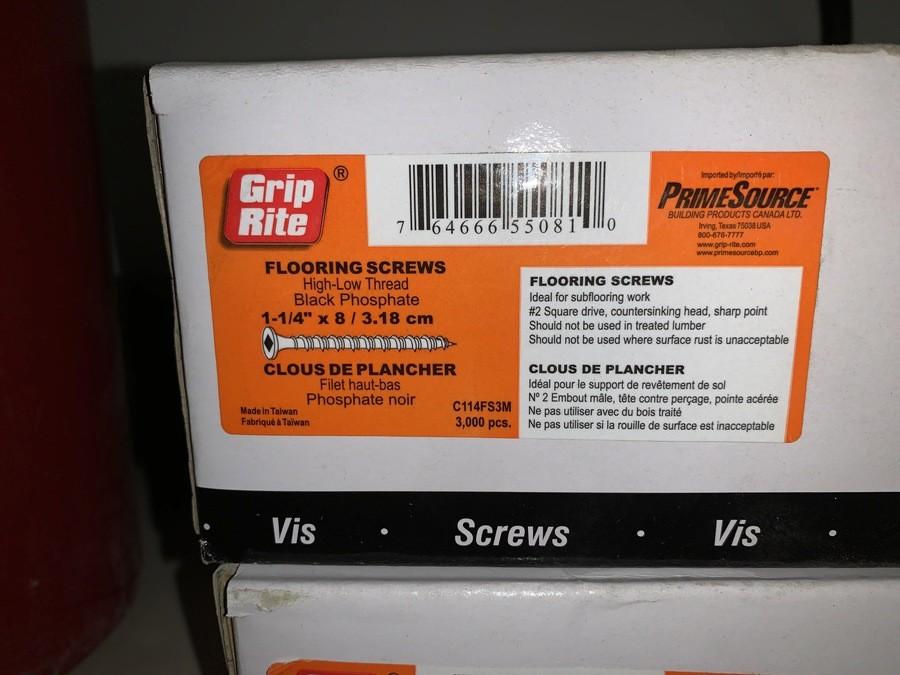 Grip
Rite
®
7 64666 55081 0
Imported by/Importé par:
PRIMESOURCE®
BUILDING PRODUCTS CANADA LTD.
Irving, Texas 75038 USA
800-676-7777
www.grip-rite.com
www.primesourcebp.com
FLOORING SCREWS
High-Low Thread
Black Phosphate
1-1/4" x 8 / 3.18 cm
CLOUS DE PLANCHER
Filet haut-bas
Phosphate noir
Made in Taiwan
Fabriqué à Taïwan
C114FS3M
3,000 pcs.
FLOORING SCREWS
Ideal for subflooring work
#2 Square drive, countersinking head, sharp point
Should not be used in treated lumber
Should not be used where surface rust is unacceptable
CLOUS DE PLANCHER
Idéal pour le support de revêtement de sol
Nº 2 Embout mâle, tête contre perçage, pointe acérée
Ne pas utiliser avec du bois traité
Ne pas utiliser si la rouille de surface est inacceptable
• Vis • Screws • Vis •